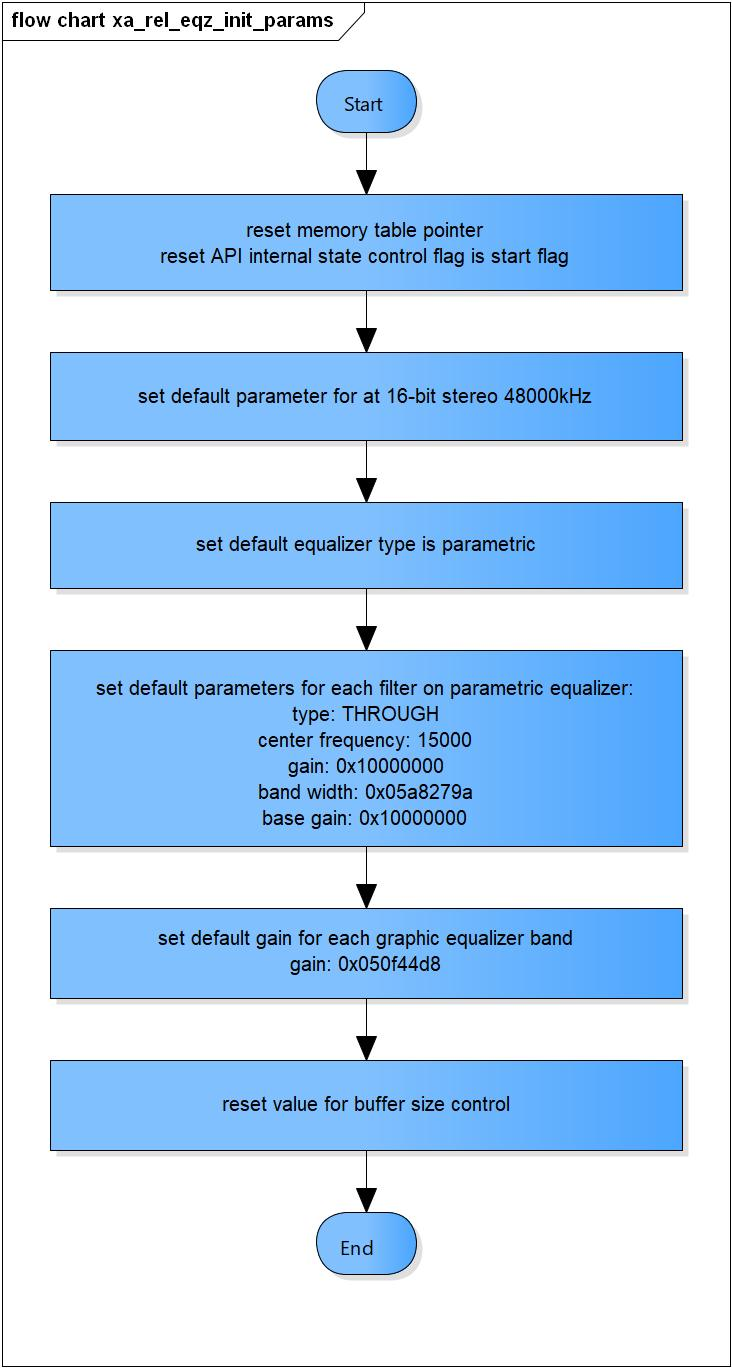 flow chart xa_rel_eqz_init_params
Start
reset memory table pointer
reset API internal state control flag is start flag
set default parameter for at 16-bit stereo 48000kHz
set default equalizer type is parametric
set default parameters for each filter on parametric equalizer:
type: THROUGH
center frequency: 15000
gain: 0x10000000
band width: 0x05a8279a
base gain: 0x10000000
set default gain for each graphic equalizer band
gain: 0x050f44d8
reset value for buffer size control
End